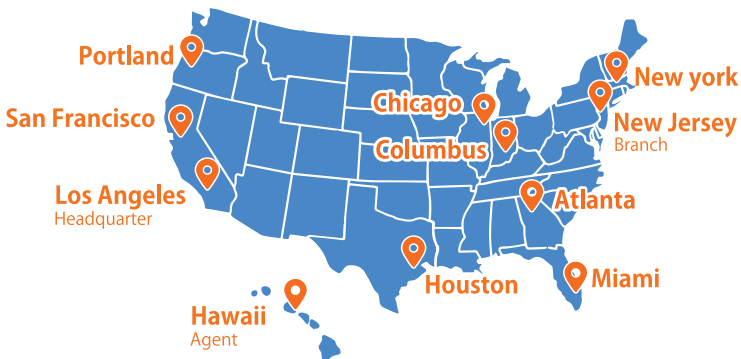 Portland
New york
Chicago
San Francisco
New Jersey
Branch
Columbus
Los Angeles
Headquarter
Atlanta
Miami
Houston
Hawaii
Agent